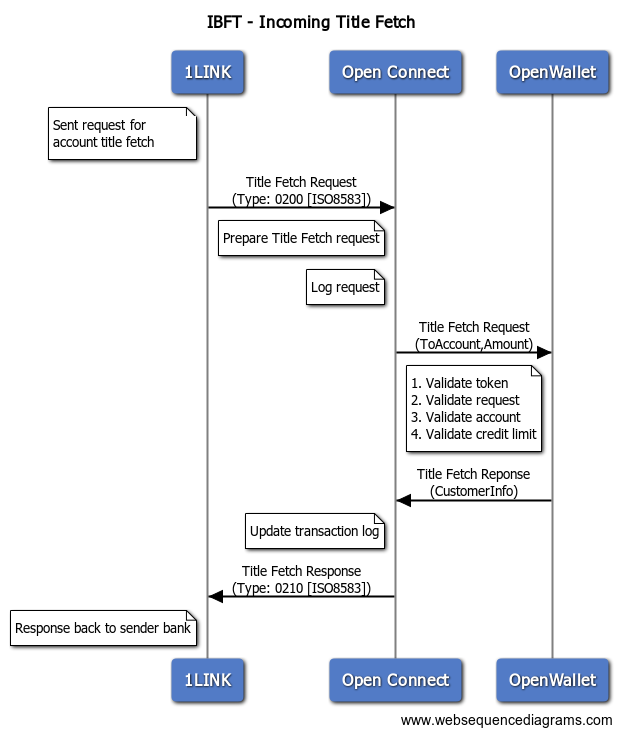 IBFT - Incoming Title Fetch
1LINK
Open Connect
OpenWallet
Sent request for
account title fetch
Title Fetch Request
(Type: 0200 [ISO8583])
Prepare Title Fetch request
Log request
Title Fetch Request
(ToAccount,Amount)
1. Validate token
2. Validate request
3. Validate account
4. Validate credit limit
Title Fetch Reponse
(CustomerInfo)
Update transaction log
Title Fetch Response
(Type: 0210 [ISO8583])
Response back to sender bank
1LINK
Open Connect
OpenWallet
www.websequencediagrams.com